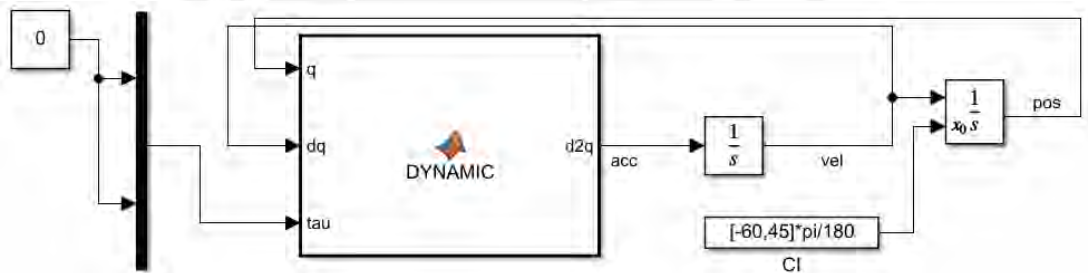 0
q
dq
tau
DYNAMIC
d2q
acc
1
s
vel
x₀
1
s
pos
[-60,45]*pi/180
CI